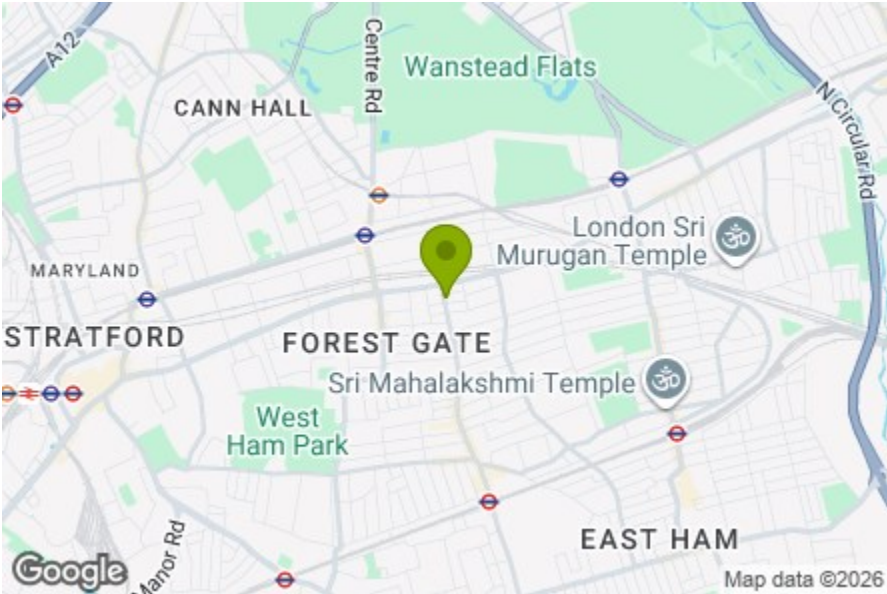 A12
Centre Rd
Wanstead Flats
CANN HALL
N Circular Rd
London Sri
Murugan Temple
MARYLAND
STRATFORD
FOREST GATE
Sri Mahalakshmi Temple
West
Ham Park
EAST HAM
Manor Rd
Google
Map data ©2026